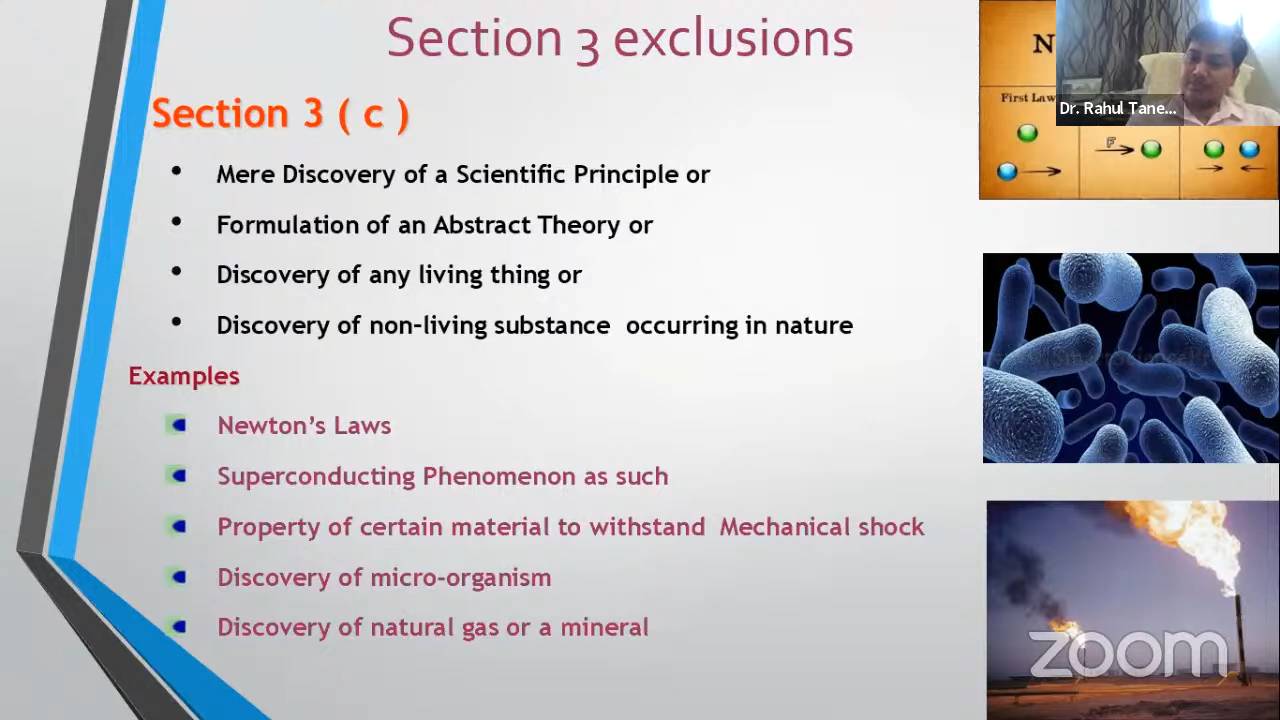 Section 3 exclusions
Section 3 ( c )
• Mere Discovery of a Scientific Principle or
• Formulation of an Abstract Theory or
• Discovery of any living thing or
• Discovery of non-living substance occurring in nature
Examples
Newton's Laws
Superconducting Phenomenon as such
Property of certain material to withstand Mechanical shock
Discovery of micro-organism
Discovery of natural gas or a mineral
N
First Law
F
Dr. Rahul Tane...
zoom